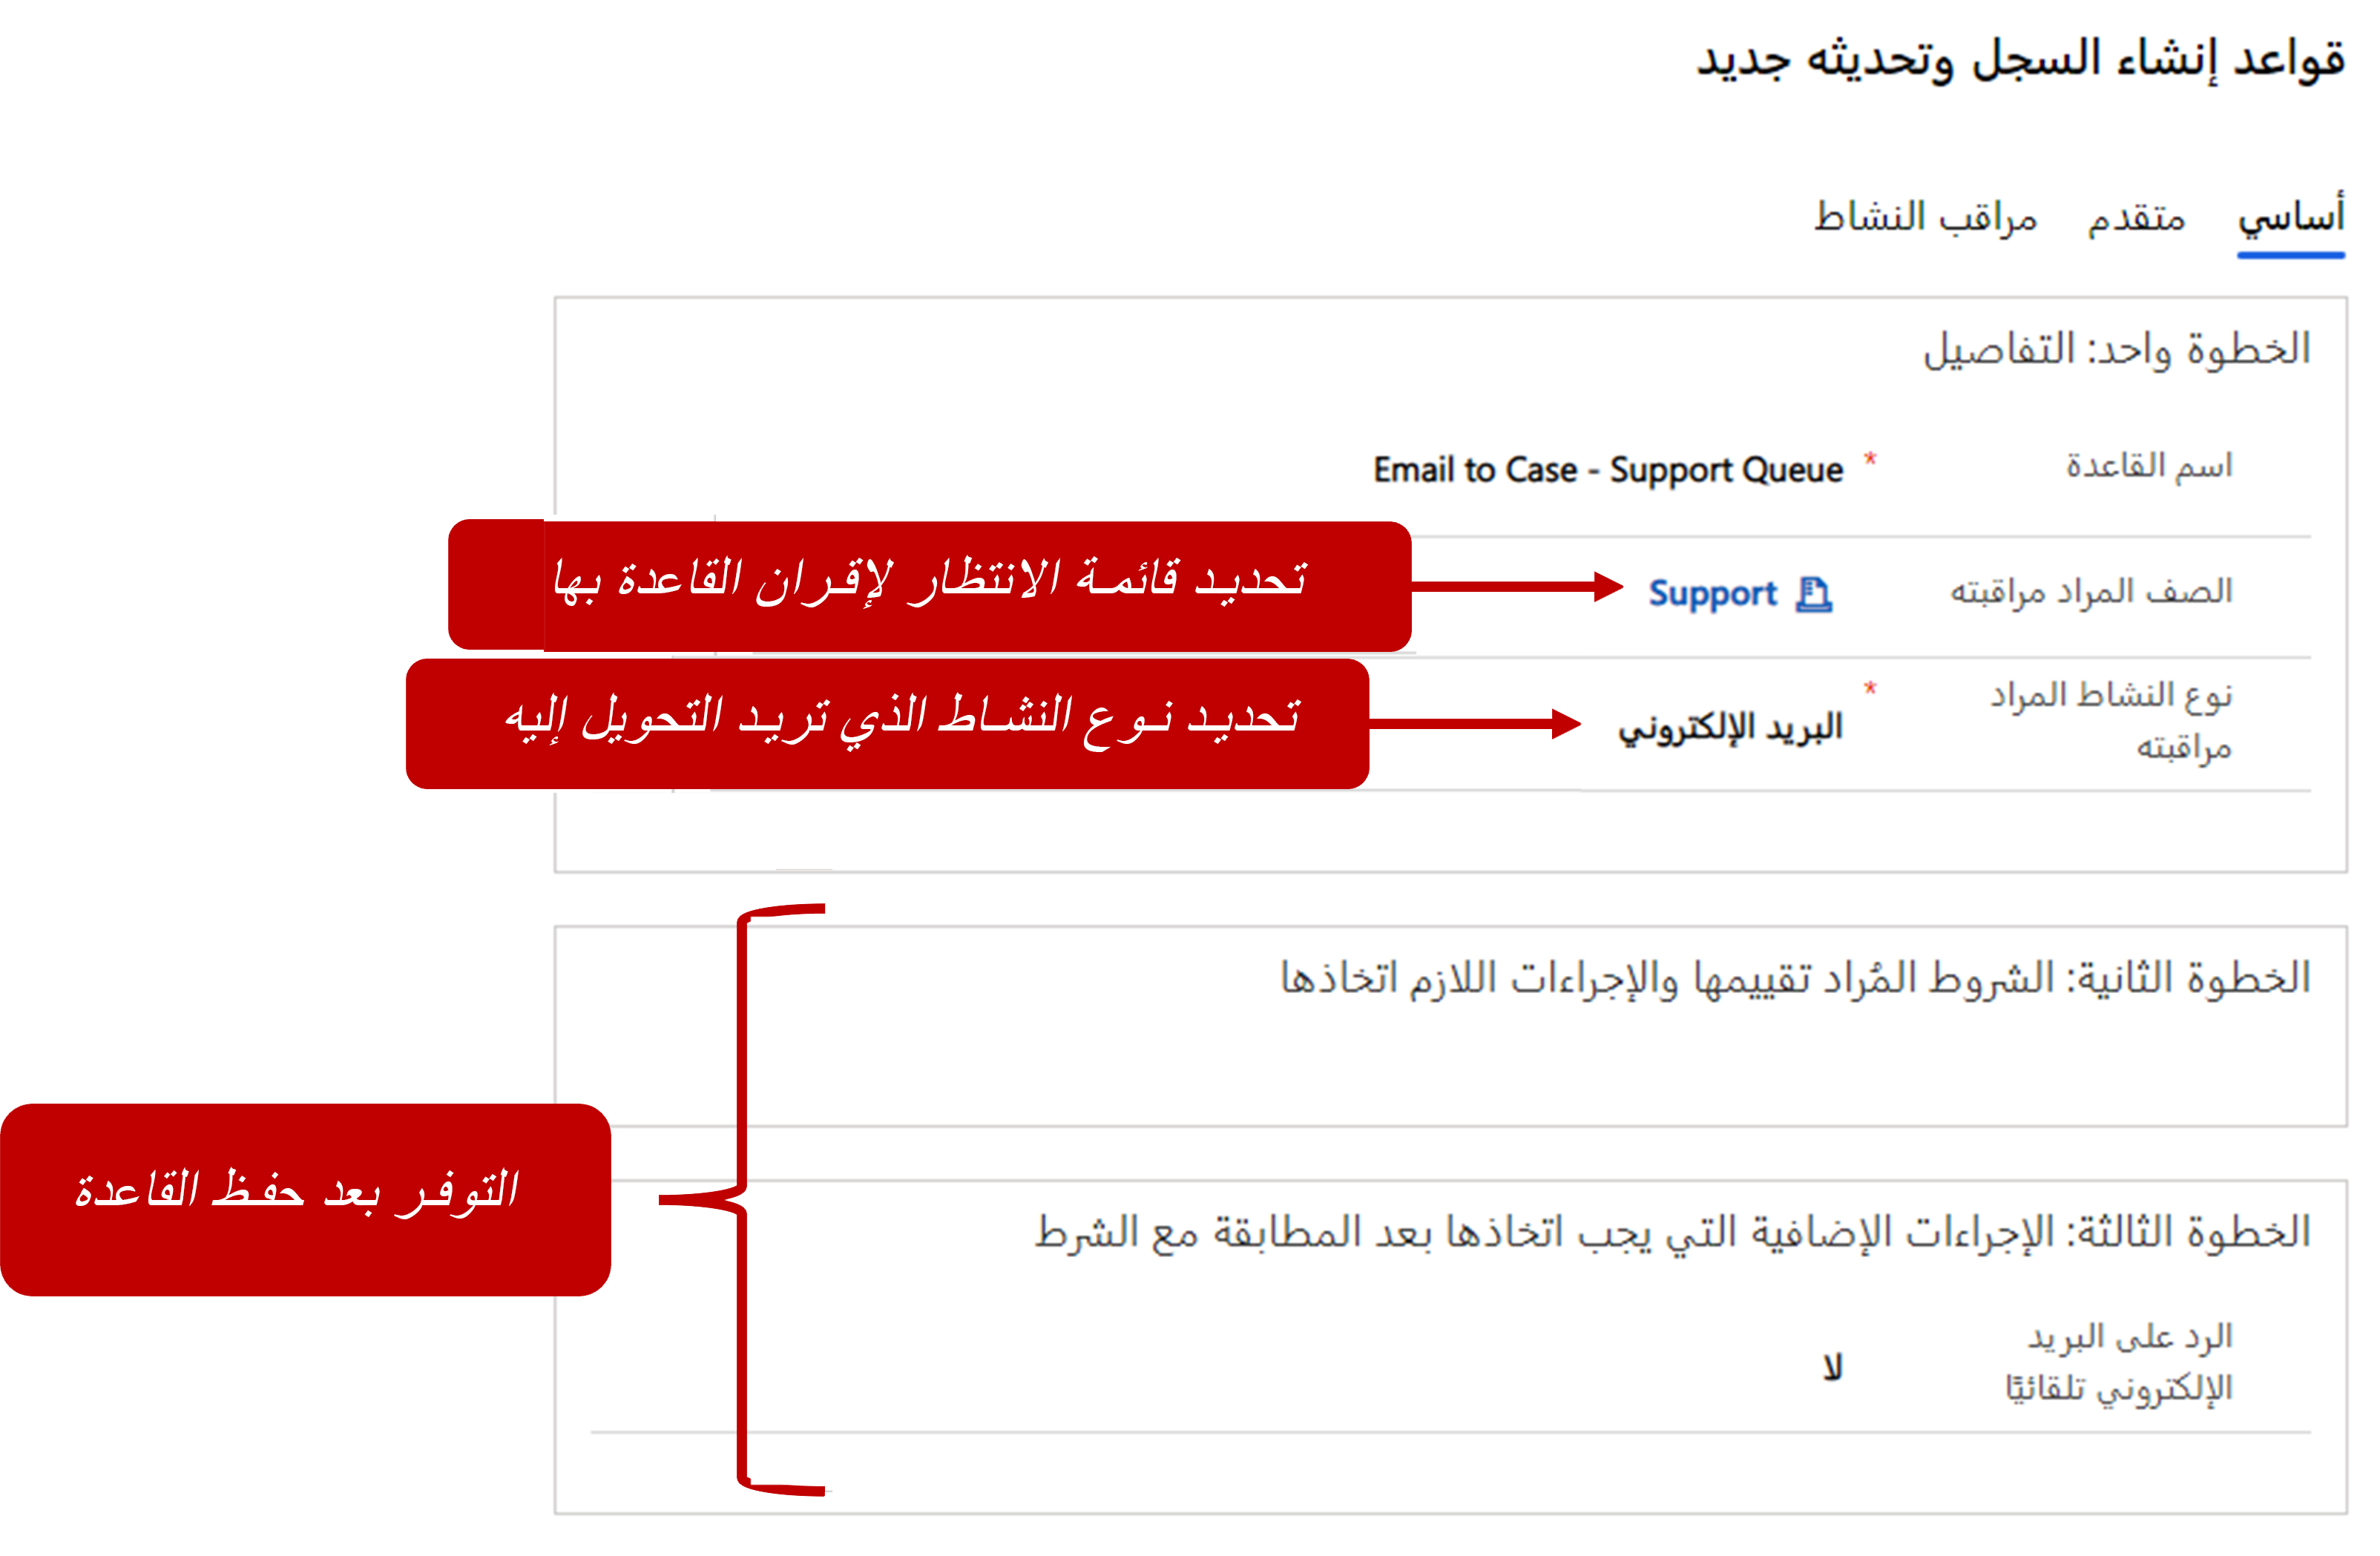 قواعد إنشاء السجل وتحديثه جديد
أساسي متقدم مراقب النشاط
الخطوة واحد: التفاصيل
اسم القاعدة * Email to Case - Support Queue
الصف المراد مراقبته Support
تحديد قائمة الانتظار لإقران القاعدة بها
نوع النشاط المراد
مراقبته
* البريد الإلكتروني
تحديد نوع النشاط الذي تريد التحويل إليه
الخطوة الثانية: الشروط المُراد تقييمها والإجراءات اللازم اتخاذها
التوفر بعد حفظ القاعدة
الخطوة الثالثة: الإجراءات الإضافية التي يجب اتخاذها بعد المطابقة مع الشرط
الرد على البريد
الإلكتروني تلقائيًا
لا